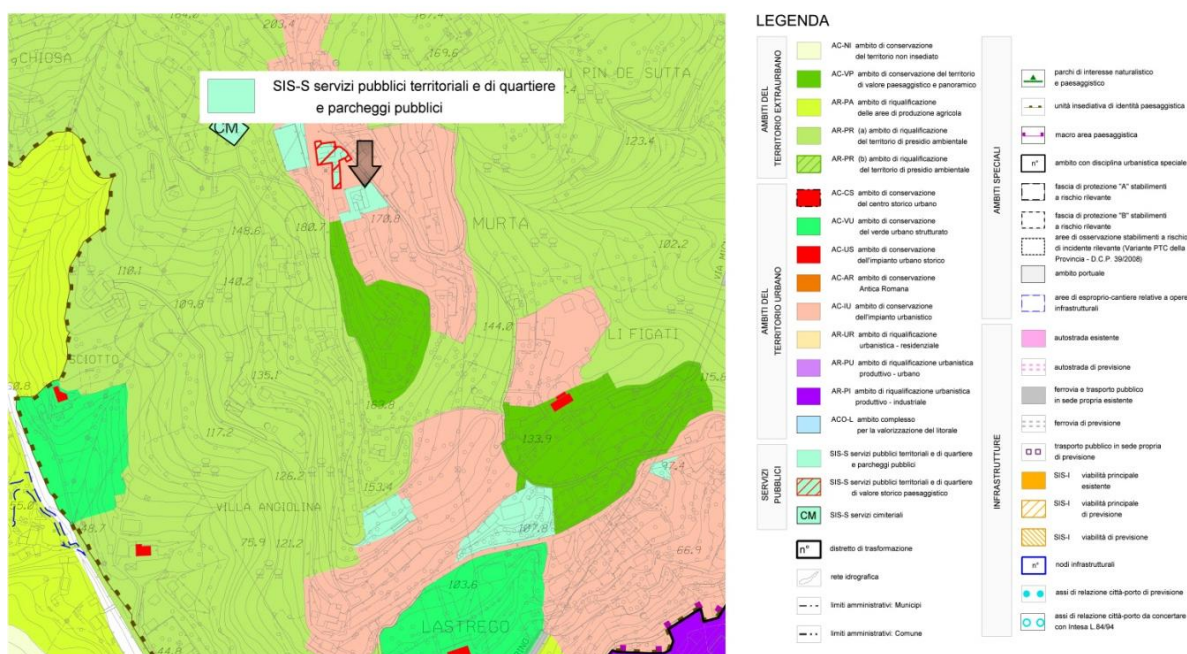 203.4
169.6
CHIOSA
SIS-S servizi pubblici territoriali e di quartiere
e parcheggi pubblici
CM
123.4
170.8
180.7
MURTA
148.6
102.2
110.1
140.2
109.8
144.0
LI FIGATI
SCIOTTO
135.1
115.6
163.8
117.2
133.9
126.2
153.4
97.4
VILLA ANGIOLINA
107.8
48.7
75.9
121.2
66.9
103.6
LASTREGO
44.8
LEGENDA
AMBITI DEL
TERRITORIO EXTRAURBANO
AC-NI ambito di conservazione
del territorio non insediato
AC-VP ambito di conservazione del territorio
di valore paesaggistico e panoramico
AR-PA ambito di riqualificazione
delle aree di produzione agricola
AR-PR (a) ambito di riqualificazione
del territorio di presidio ambientale
AR-PR (b) ambito di riqualificazione
del territorio di presidio ambientale
AMBITI DEL
TERRITORIO URBANO
AC-CS ambito di conservazione
del centro storico urbano
AC-VU ambito di conservazione
del verde urbano strutturato
AC-US ambito di conservazione
dell'impianto urbano storico
AC-AR ambito di conservazione
Antica Romana
AC-IU ambito di conservazione
dell'impianto urbanistico
AR-UR ambito di riqualificazione
urbanistica - residenziale
AR-PU ambito di riqualificazione urbanistica
produttivo - urbano
AR-PI ambito di riqualificazione urbanistica
produttivo - industriale
ACO-L ambito complesso
per la valorizzazione del litorale
SERVIZI
PUBBLICI
SIS-S servizi pubblici territoriali e di quartiere
e parcheggi pubblici
SIS-S servizi pubblici territoriali e di quartiere
di valore storico paesaggistico
CM SIS-S servizi cimiteriali
n° distretto di trasformazione
rete idrografica
limiti amministrativi: Municipi
limiti amministrativi: Comune
AMBITI SPECIALI
parchi di interesse naturalistico
e paesaggistico
unità insediativa di identità paesaggistica
macro area paesaggistica
n° ambito con disciplina urbanistica speciale
fascia di protezione "A" stabilimenti
a rischio rilevante
fascia di protezione "B" stabilimenti
a rischio rilevante
aree di osservazione stabilimenti a rischio
di incidente rilevante (Variante PTC della
Provincia - D.C.P. 39/2008)
ambito portuale
aree di esproprio-cantiere relative a opere
infrastrutturali
INFRASTRUTTURE
autostrada esistente
autostrada di previsione
ferrovia e trasporto pubblico
in sede propria esistente
ferrovia di previsione
trasporto pubblico in sede propria
di previsione
SIS-I viabilità principale
esistente
SIS-I viabilità principale
di previsione
SIS-I viabilità di previsione
n° nodi infrastrutturali
assi di relazione città-porto di previsione
assi di relazione città-porto da concertare
con Intesa L.84/94